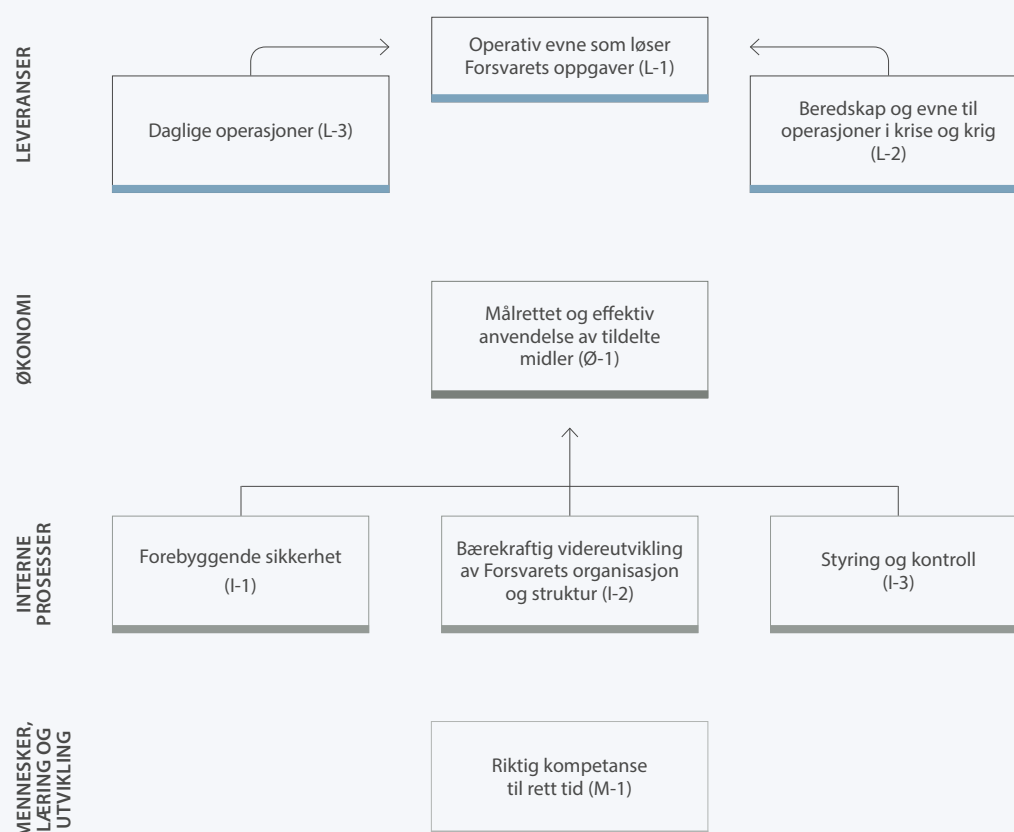 LEVERANSER
Operativ evne som løser
Forsvarets oppgaver (L-1)
Daglige operasjoner (L-3)
Beredskap og evne til
operasjoner i krise og krig
(L-2)
ØKONOMI
Målrettet og effektiv
anvendelse av tildelte
midler (Ø-1)
INTERNE
PROSESSER
Forebyggende sikkerhet
(I-1)
Bærekraftig videreutvikling
av Forsvarets organisasjon
og struktur (I-2)
Styring og kontroll
(I-3)
MENNESKER,
LÆRING OG
UTVIKLING
Riktig kompetanse
til rett tid (M-1)